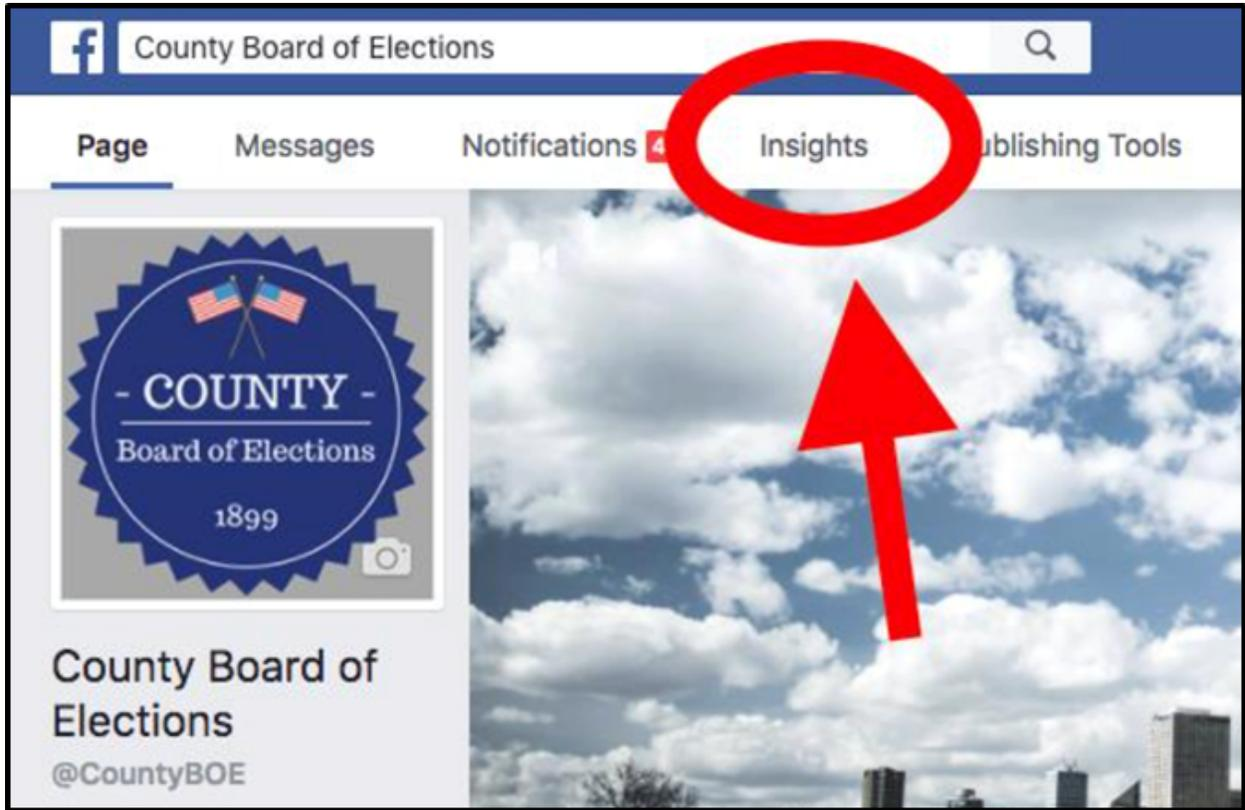 f County Board of Elections
Page Messages Notifications 4 Insights ublishing Tools
- COUNTY -
Board of Elections
1899
County Board of
Elections
@CountyBOE